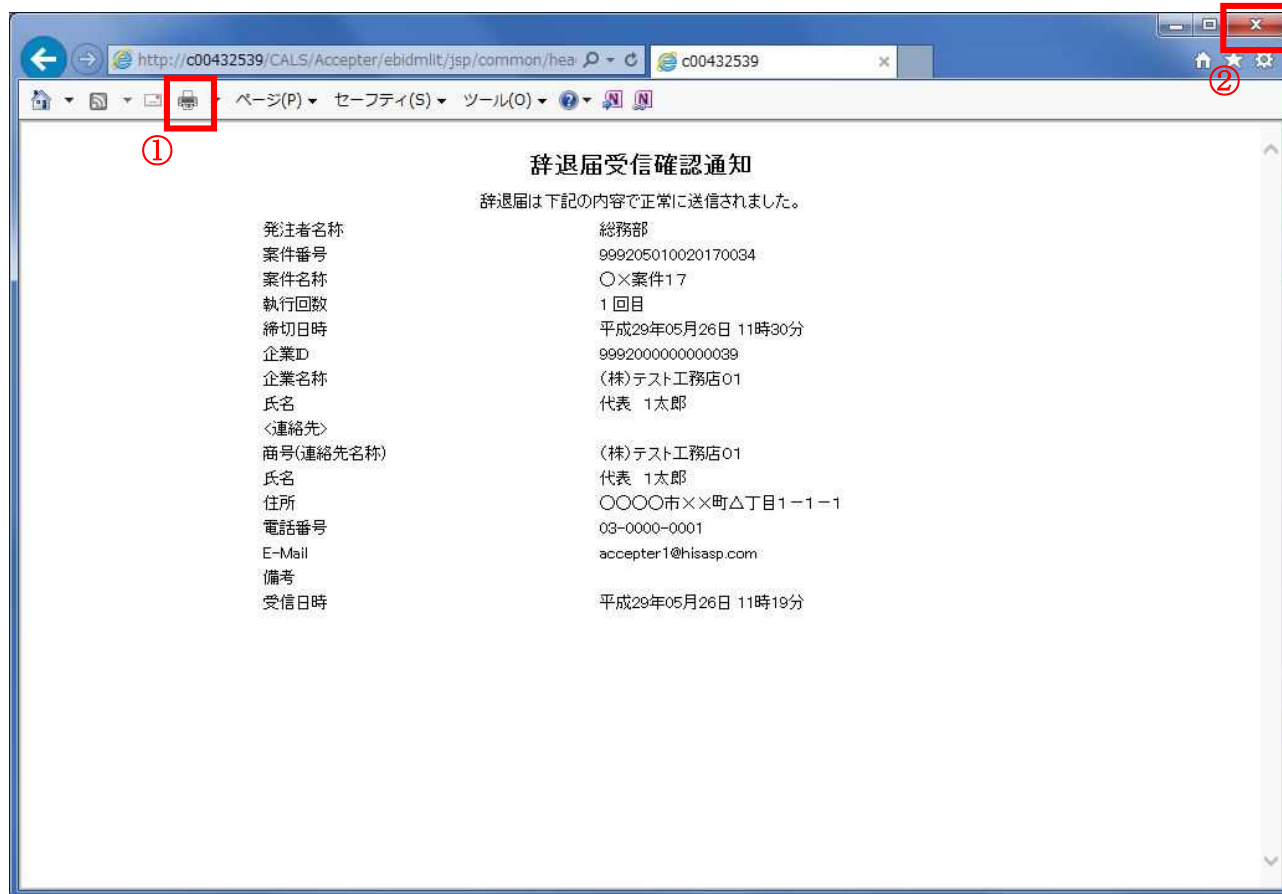 http://c00432539/CALS/Accepter/ebidmlit/jsp/common/hea
c00432539
②
ページ(P) セーフティ(S) ツール(O)
①
辞退届受信確認通知
辞退届は下記の内容で正常に送信されました。
発注者名称 総務部
案件番号 999205010020170034
案件名称 〇×案件17
執行回数 1回目
締切日時 平成29年05月26日 11時30分
企業ID 9992000000000039
企業名称 (株)テスト工務店01
氏名 代表 1太郎
<連絡先>
商号(連絡先名称) (株)テスト工務店01
氏名 代表 1太郎
住所 〇〇〇〇市××町△丁目1-1-1
電話番号 03-0000-0001
E-Mail accepter1@hisasp.com
備考
受信日時 平成29年05月26日 11時19分